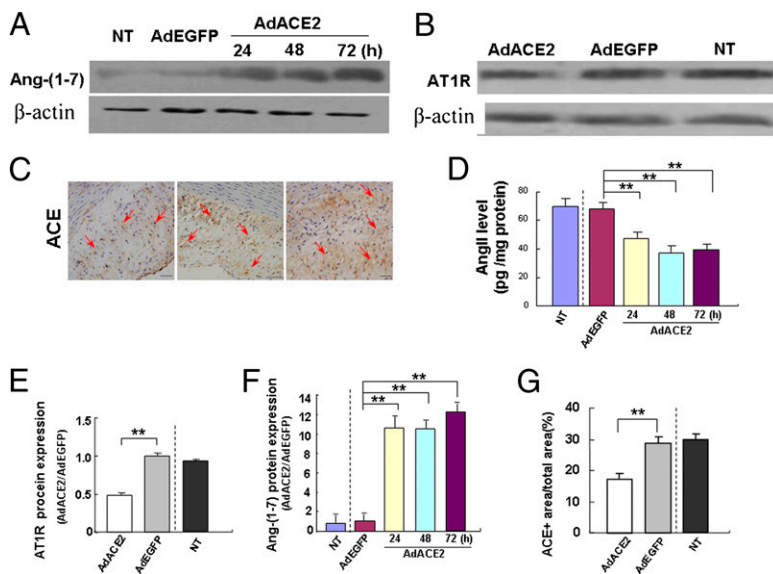 A
AdACE2
NT AdEGFP
24 48 72 (h)
Ang-(1-7)
β-actin
B
AdACE2 AdEGFP NT
AT1R
β-actin
C
ACE
D
AngII level
(pg /mg protein)
80
60
40
20
0
**
**
**
NT
AdEGFP
24 48 72 (h)
AdACE2
E
AT1R procein expression
(AdACE2/AdEGFP)
1.5
1.0
0.5
0
**
AdACE2
AdEGFP
NT
F
Ang-(1-7) protein expression
(AdACE2/AdEGFP)
14
12
10
8
6
4
2
0
**
**
**
NT
AdEGFP
24 48 72 (h)
AdACE2
G
ACE+ area/total area(%)
40
30
20
10
0
**
AdACE2
AdEGFP
NT